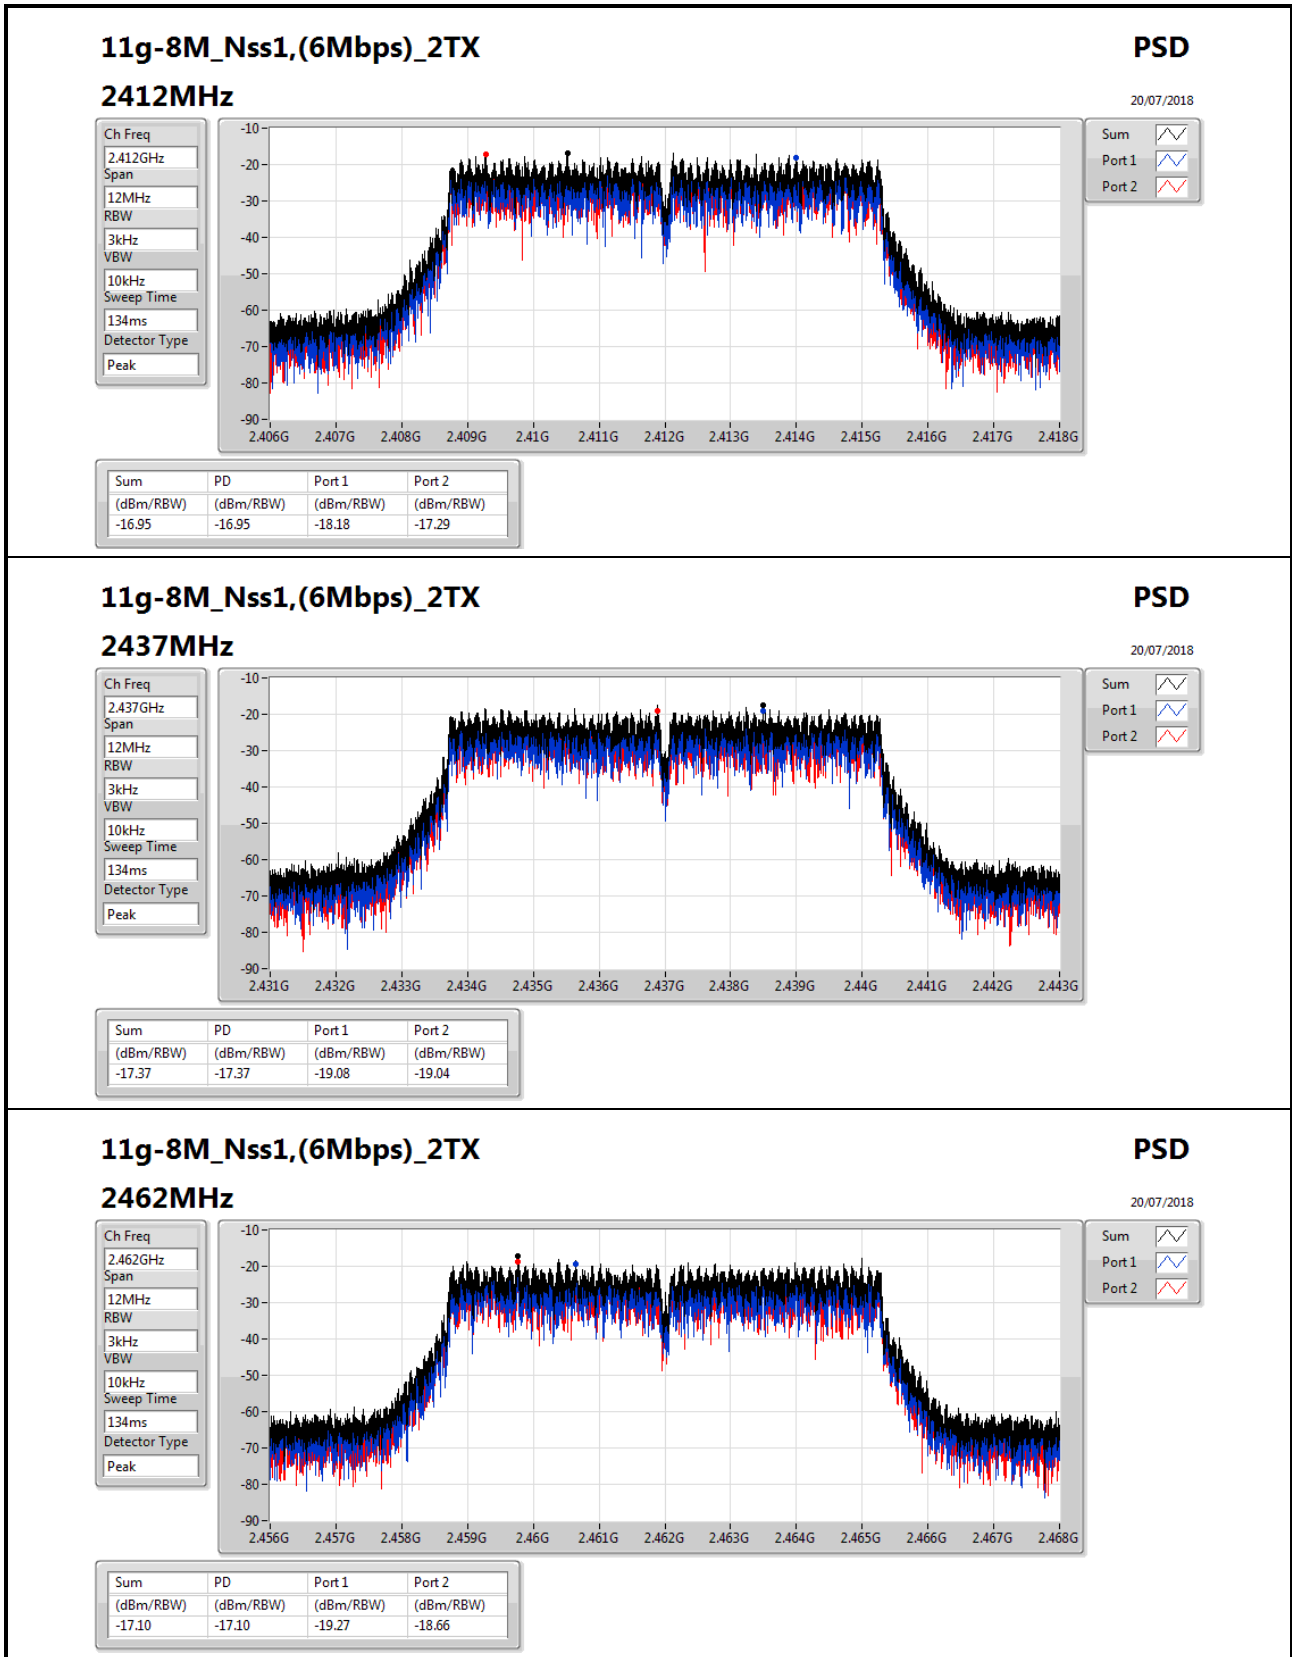 11g-8M_Nss1,(6Mbps)_2TX PSD
2412MHz 20/07/2018
Ch Freq
2.412GHz
Span
12MHz
RBW
3kHz
VBW
10kHz
Sweep Time
134ms
Detector Type
Peak
-10
-20
-30
-40
-50
-60
-70
-80
-90
2.406G 2.407G 2.408G 2.409G 2.41G 2.411G 2.412G 2.413G 2.414G 2.415G 2.416G 2.417G 2.418G
Sum
Port 1
Port 2
Sum PD Port 1 Port 2
(dBm/RBW) (dBm/RBW) (dBm/RBW) (dBm/RBW)
-16.95 -16.95 -18.18 -17.29
11g-8M_Nss1,(6Mbps)_2TX PSD
2437MHz 20/07/2018
Ch Freq
2.437GHz
Span
12MHz
RBW
3kHz
VBW
10kHz
Sweep Time
134ms
Detector Type
Peak
-10
-20
-30
-40
-50
-60
-70
-80
-90
2.431G 2.432G 2.433G 2.434G 2.435G 2.436G 2.437G 2.438G 2.439G 2.44G 2.441G 2.442G 2.443G
Sum
Port 1
Port 2
Sum PD Port 1 Port 2
(dBm/RBW) (dBm/RBW) (dBm/RBW) (dBm/RBW)
-17.37 -17.37 -19.08 -19.04
11g-8M_Nss1,(6Mbps)_2TX PSD
2462MHz 20/07/2018
Ch Freq
2.462GHz
Span
12MHz
RBW
3kHz
VBW
10kHz
Sweep Time
134ms
Detector Type
Peak
-10
-20
-30
-40
-50
-60
-70
-80
-90
2.456G 2.457G 2.458G 2.459G 2.46G 2.461G 2.462G 2.463G 2.464G 2.465G 2.466G 2.467G 2.468G
Sum
Port 1
Port 2
Sum PD Port 1 Port 2
(dBm/RBW) (dBm/RBW) (dBm/RBW) (dBm/RBW)
-17.10 -17.10 -19.27 -18.66